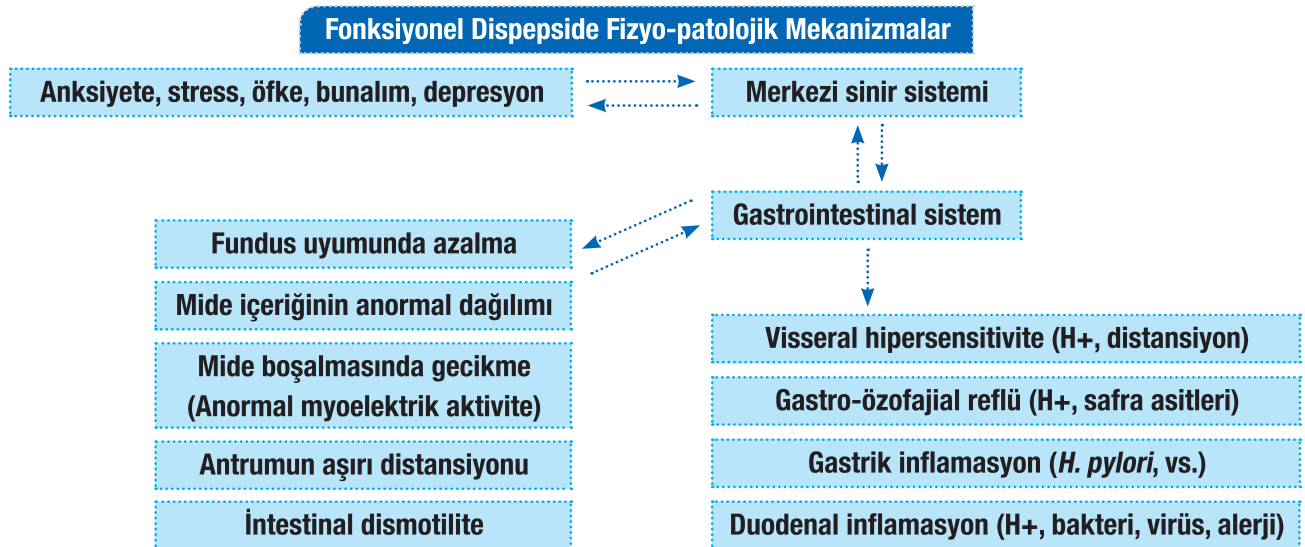 Fonksiyonel Dispepside Fizyo-patolojik Mekanizmalar
Anksiyete, stress, öfke, bunalım, depresyon
Merkezi sinir sistemi
Gastrointestinal sistem
Fundus uyumunda azalma
Mide içeriğinin anormal dağılımı
Mide boşalmasında gecikme
(Anormal myoelektrik aktivite)
Antrumun aşırı distansiyonu
İntestinal dismotilite
Visseral hipersensitivite (H+, distansiyon)
Gastro-özofajial reflü (H+, safra asitleri)
Gastrik inflamasyon (H. pylori, vs.)
Duodenal inflamasyon (H+, bakteri, virüs, alerji)